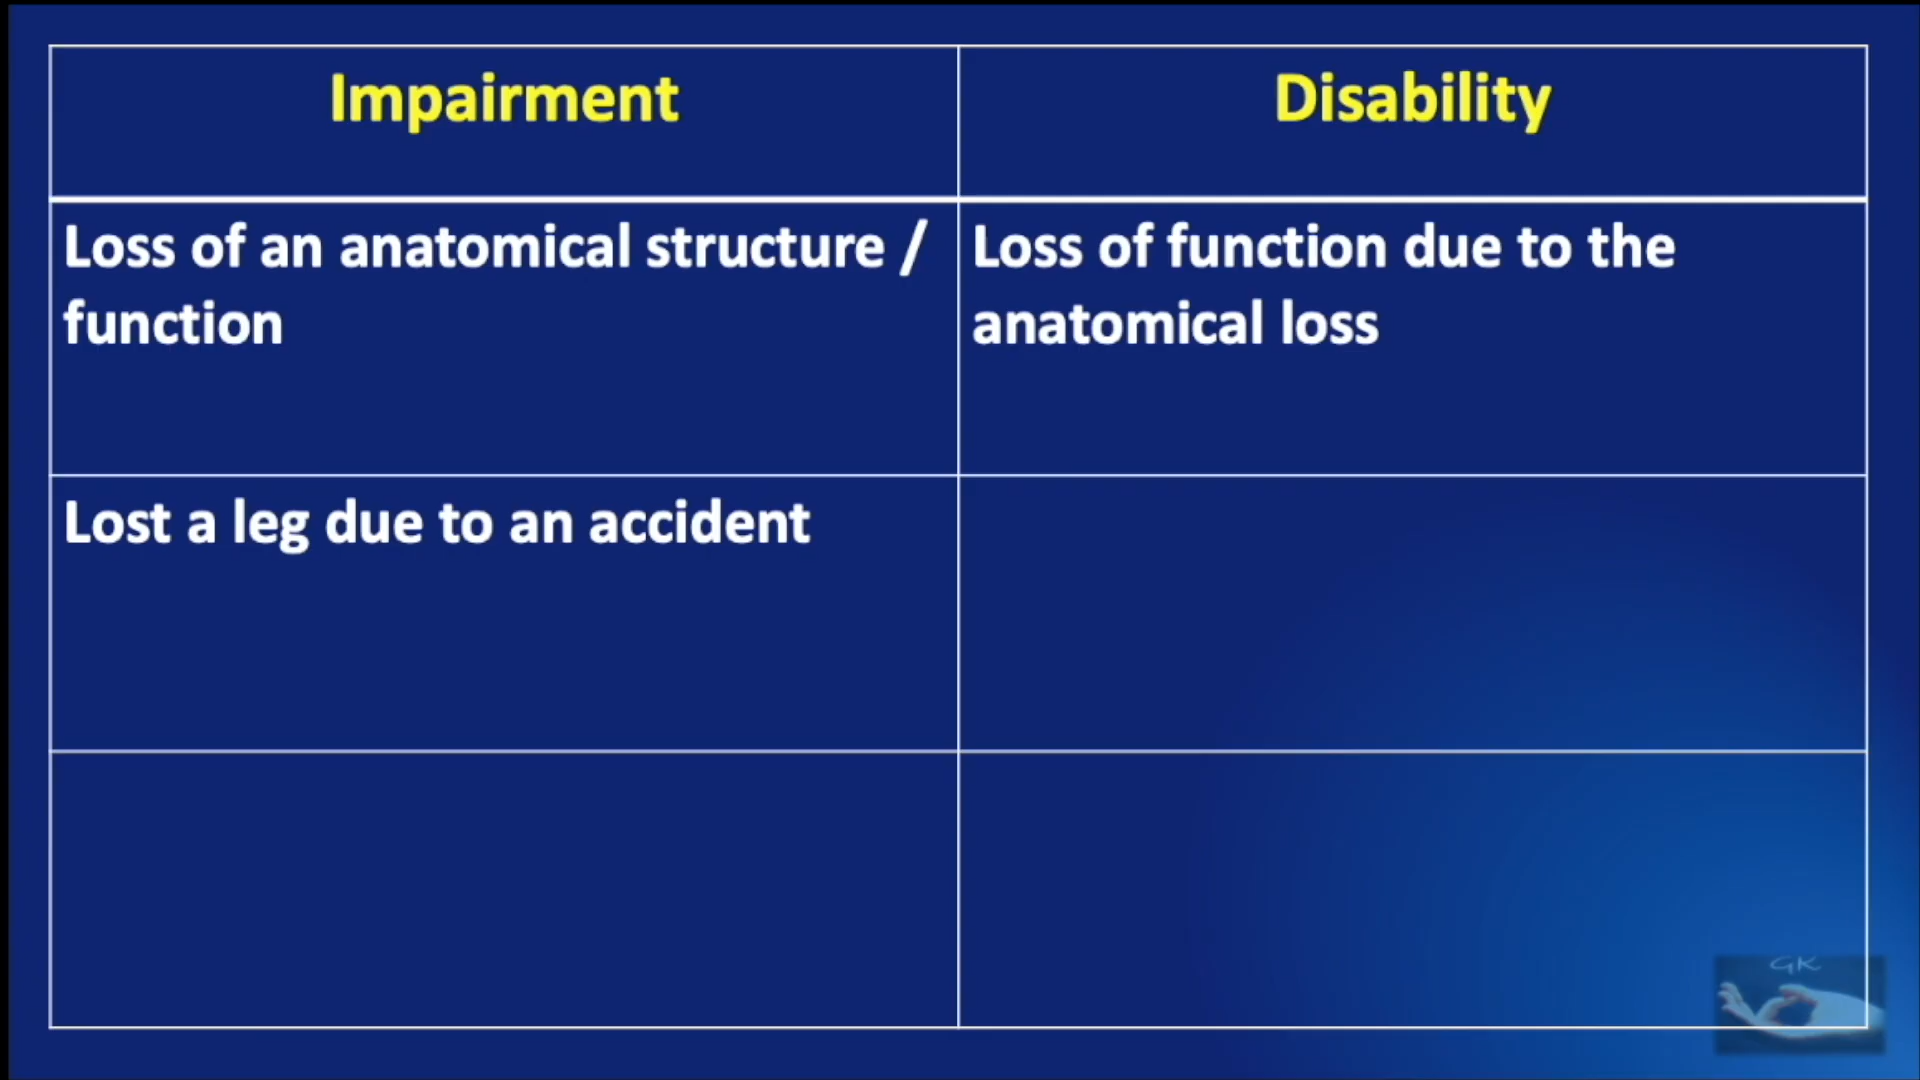 Impairment
Disability
Loss of an anatomical structure /
function
Loss of function due to the
anatomical loss
Lost a leg due to an accident
GK